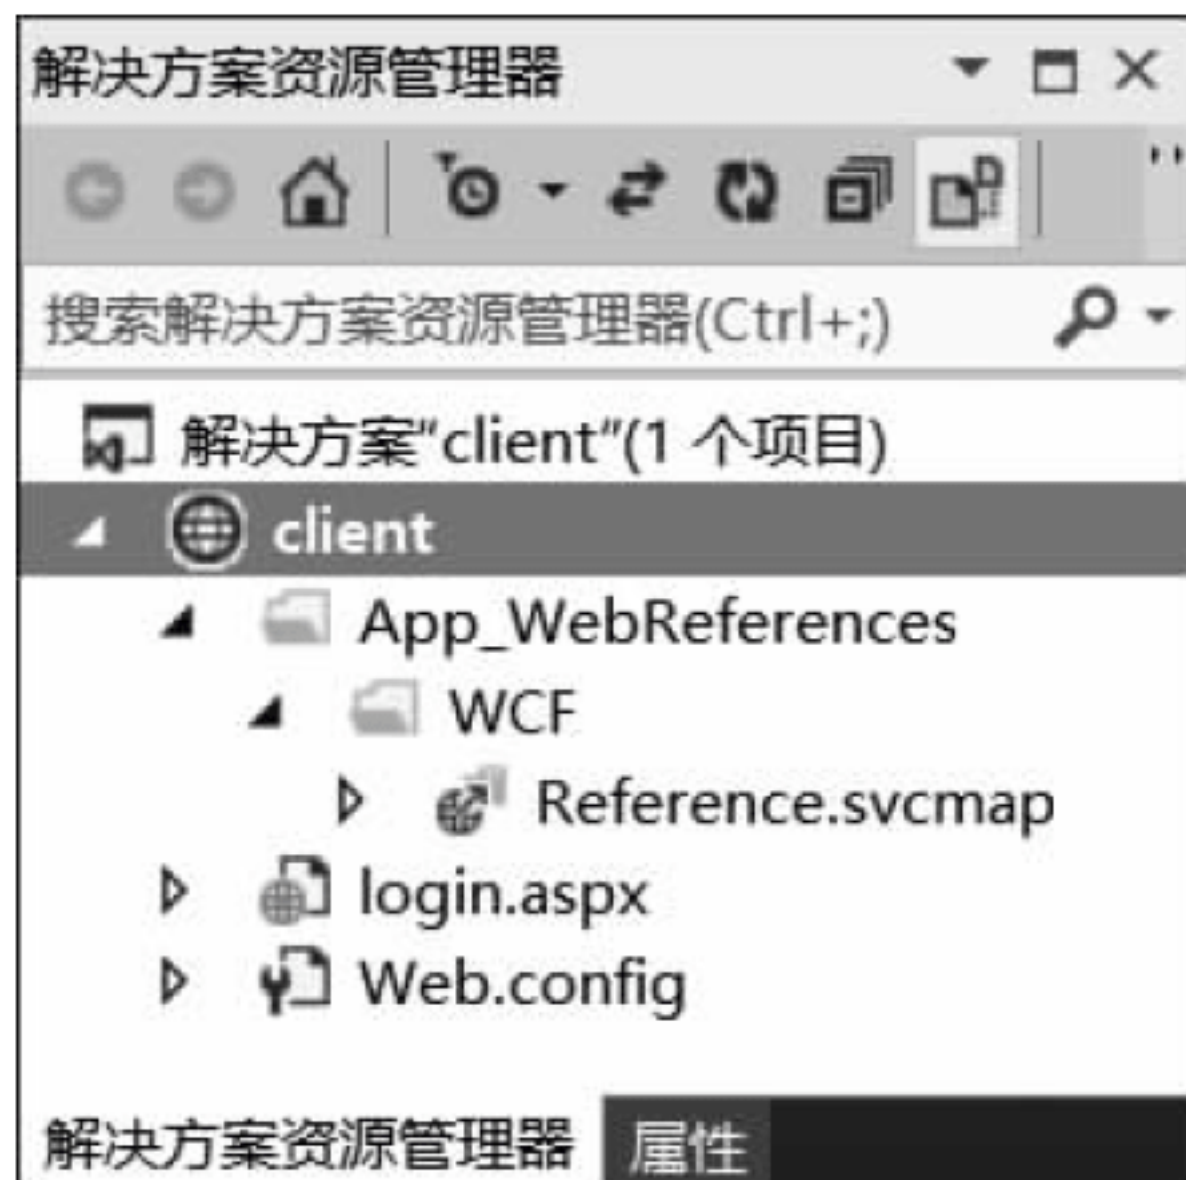 解决方案资源管理器
搜索解决方案资源管理器(Ctrl+;)
解决方案"client"(1 个项目)
client
App_WebReferences
WCF
Reference.svcmap
login.aspx
Web.config
解决方案资源管理器 属性